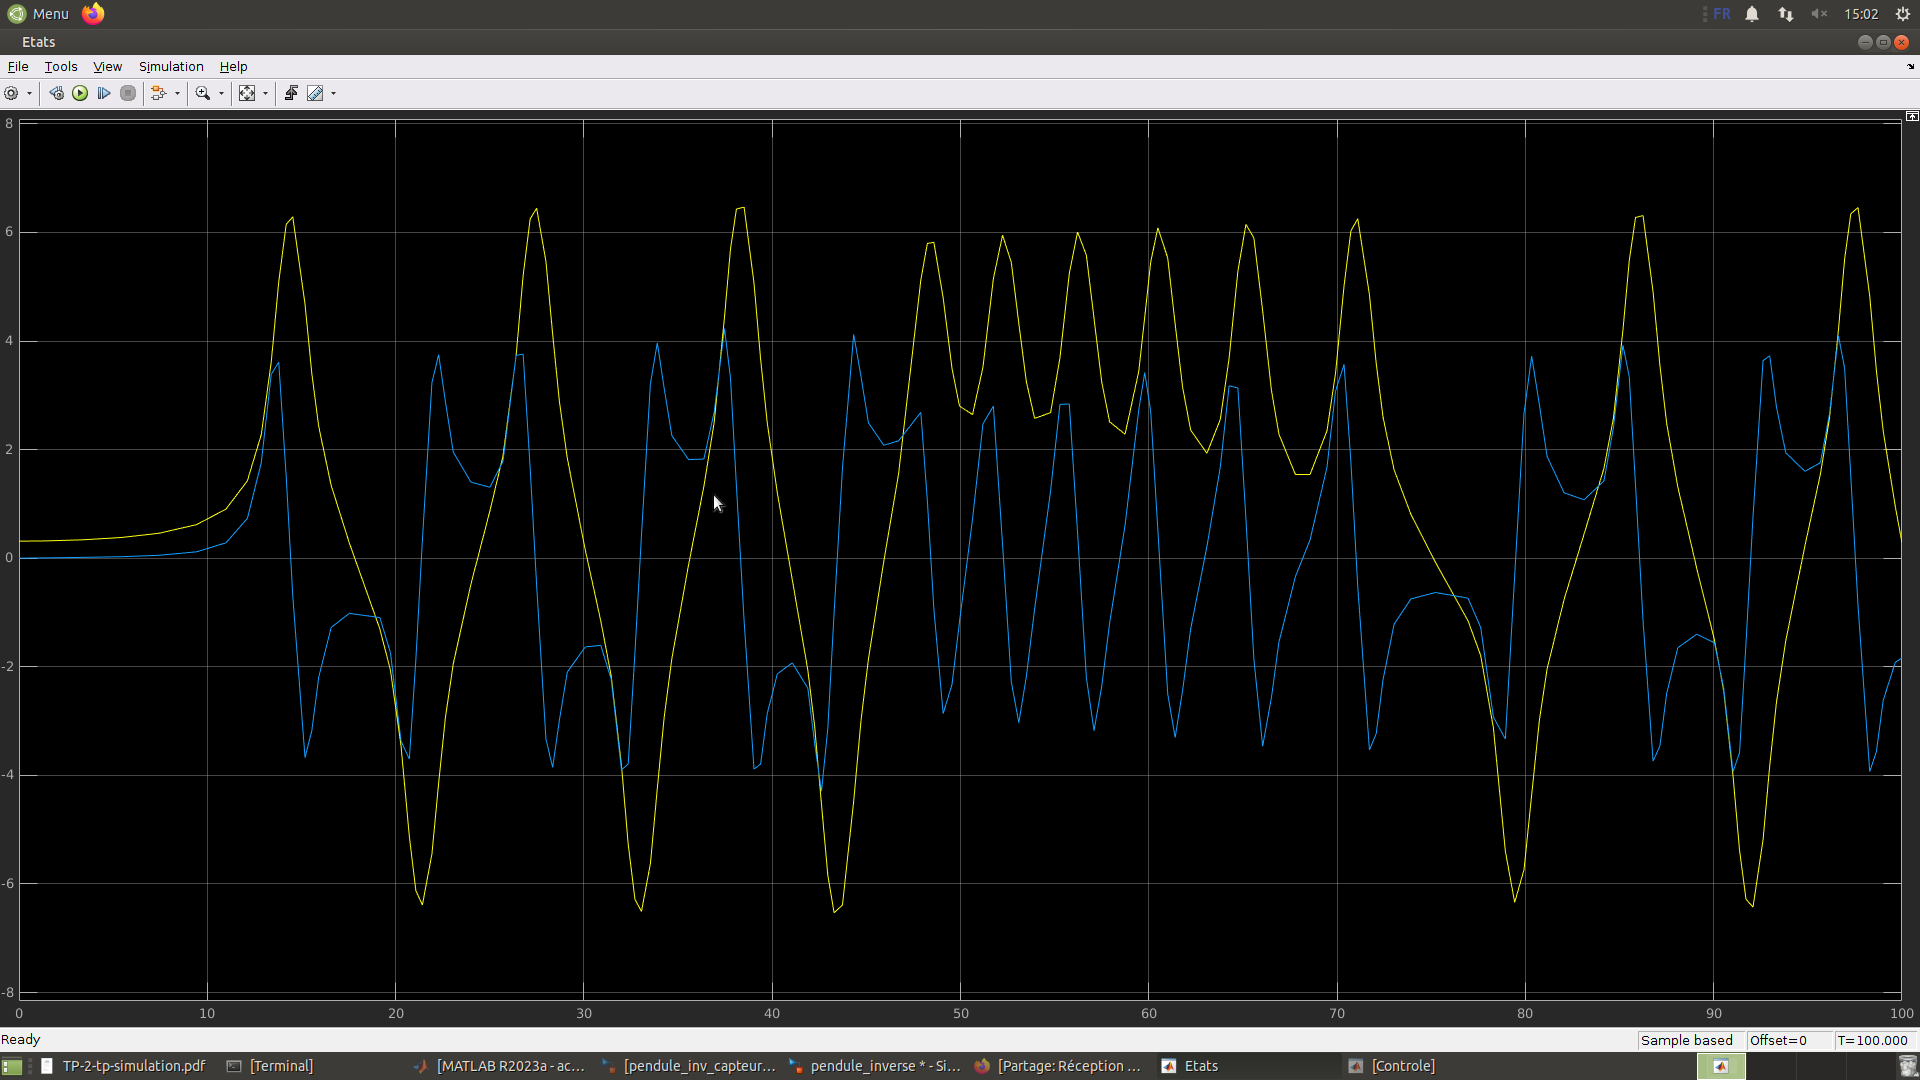 Menu
FR
15:02
Etats
File Tools View Simulation Help
8
6
4
2
0
-2
-4
-6
-8
0 10 20 30 40 50 60 70 80 90 100
Ready
Sample based
Offset=0
T=100.000
TP-2-tp-simulation.pdf
[Terminal]
[MATLAB R2023a - ac...
[pendule_inv_capteur...
pendule_inverse * - Si...
[Partage: Réception ...
Etats
[Controle]